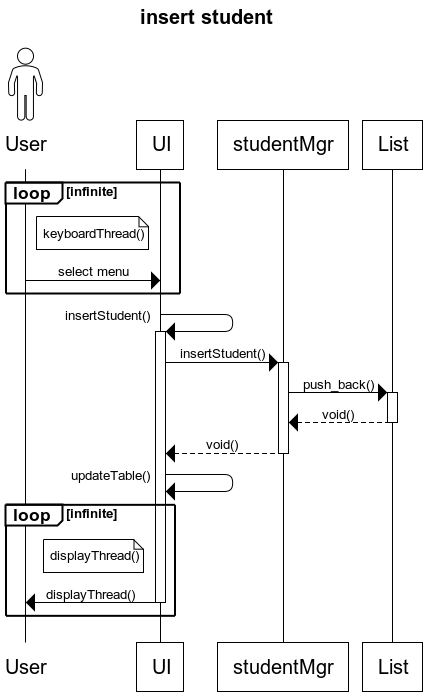 insert student
User
UI
studentMgr
List
loop
[infinite]
keyboardThread()
select menu
insertStudent()
insertStudent()
push_back()
void()
void()
updateTable()
loop
[infinite]
displayThread()
displayThread()
User
UI
studentMgr
List